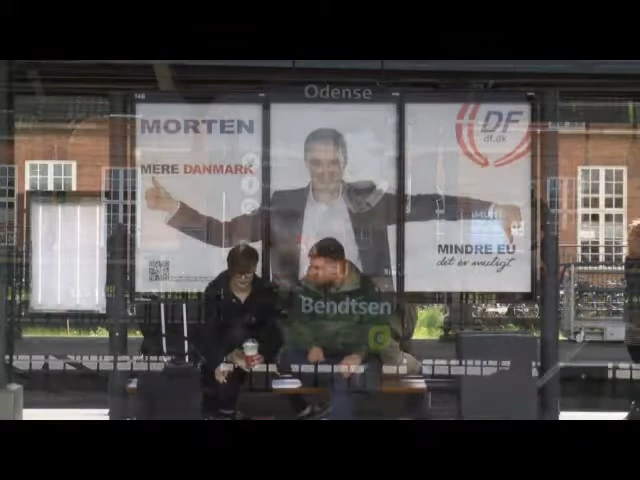 Odense
MORTEN
MERE DANMARK
DF
df.dk
MINDRE EU
det er muligt
Bendtsen
C